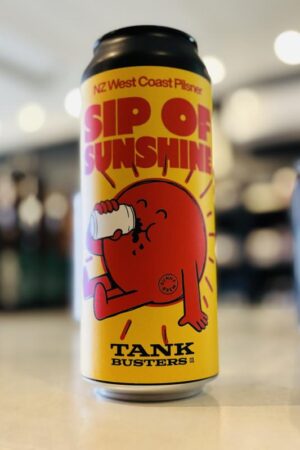 NZ West Coast Pilsner
SIP OF
SUNSHINE
TANK
BUSTERS